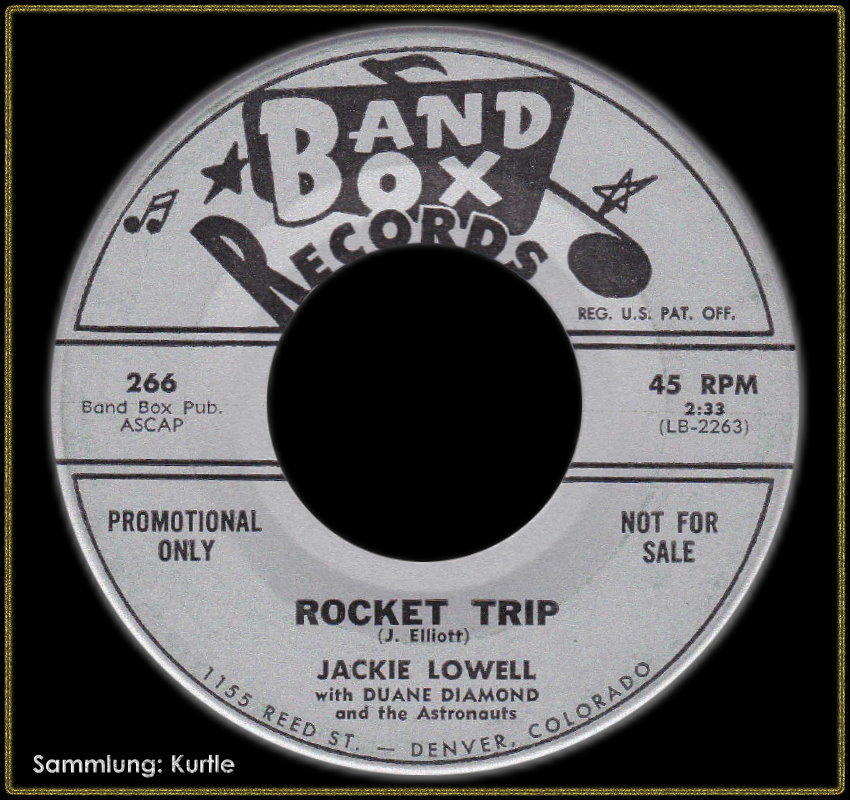 BAND
BOX
RECORDS
REG. U.S. PAT. OFF.
266
Band Box Pub.
ASCAP
45 RPM
2:33
(LB-2263)
PROMOTIONAL
ONLY
NOT FOR
SALE
ROCKET TRIP
(J. Elliott)
JACKIE LOWELL
with DUANE DIAMOND
and the Astronauts
1155 REED ST. — DENVER, COLORADO
Sammlung: Kurtle